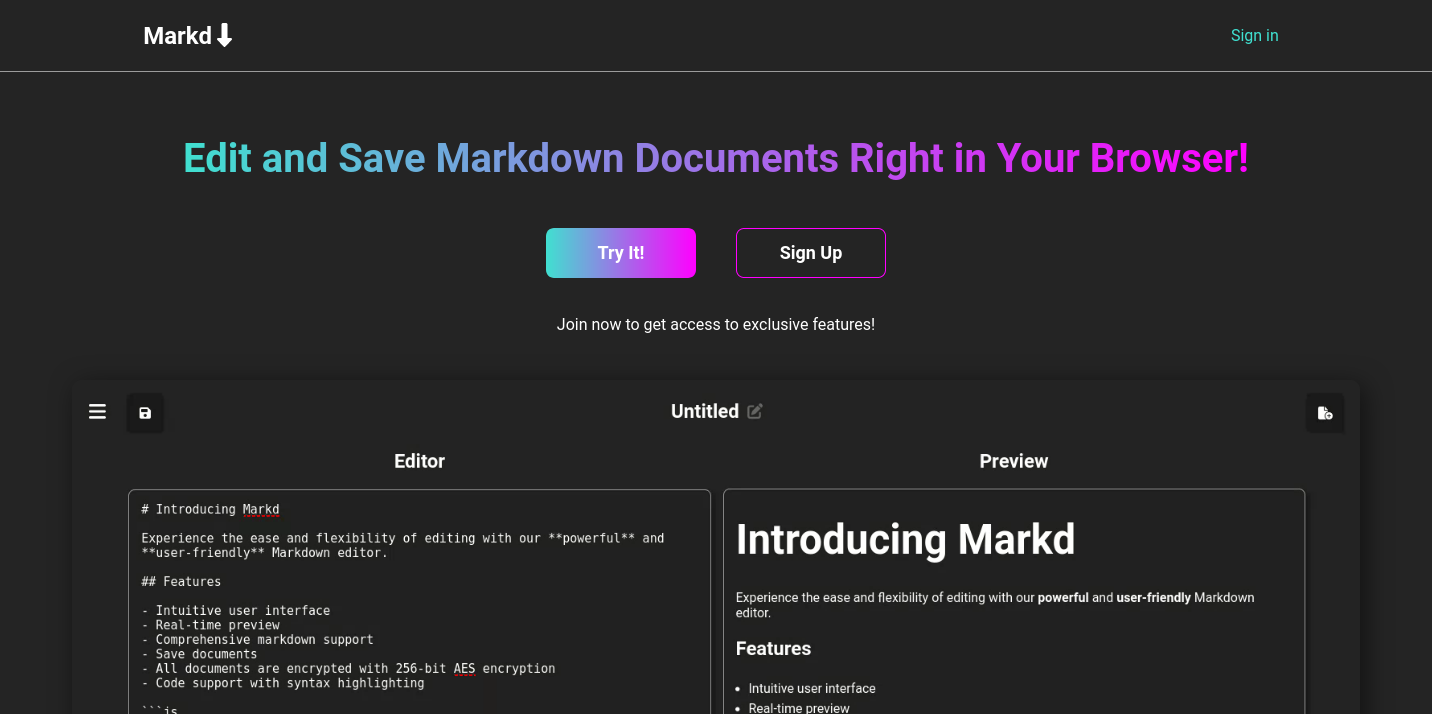 Markd
Sign in
Edit and Save Markdown Documents Right in Your Browser!
Try It!
Sign Up
Join now to get access to exclusive features!
Untitled
Editor
# Introducing Markd
Experience the ease and flexibility of editing with our **powerful** and
**user-friendly** Markdown editor.
## Features
- Intuitive user interface
- Real-time preview
- Comprehensive markdown support
- Save documents
- All documents are encrypted with 256-bit AES encryption
- Code support with syntax highlighting
```js
Preview
Introducing Markd
Experience the ease and flexibility of editing with our powerful and user-friendly Markdown
editor.
Features
• Intuitive user interface
• Real-time preview